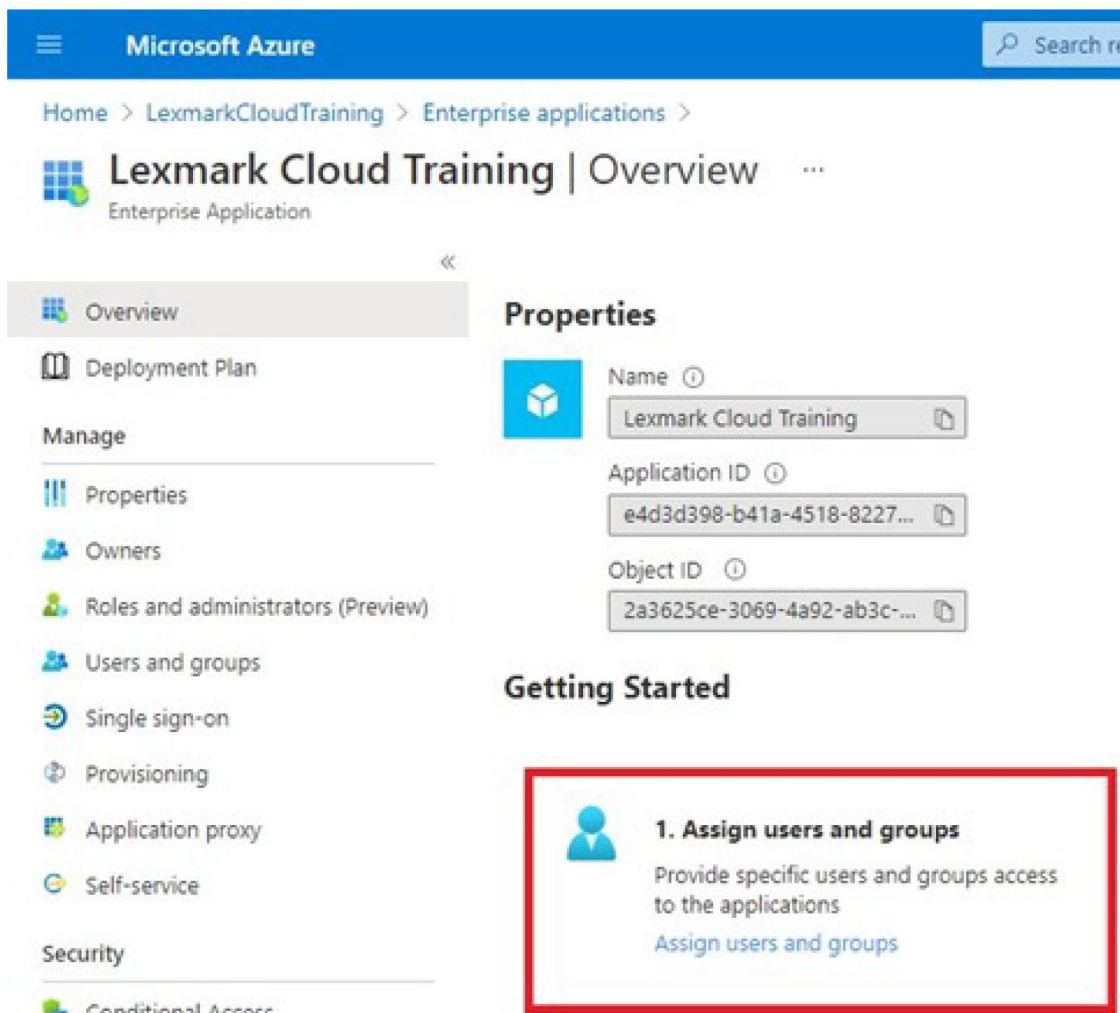 Microsoft Azure
Search re
Home > LexmarkCloudTraining > Enterprise applications >
Lexmark Cloud Training | Overview ...
Enterprise Application
«
Overview
Deployment Plan
Manage
Properties
Owners
Roles and administrators (Preview)
Users and groups
Single sign-on
Provisioning
Application proxy
Self-service
Security
Conditional Access
Properties
Name
Lexmark Cloud Training
Application ID
e4d3d398-b41a-4518-8227...
Object ID
2a3625ce-3069-4a92-ab3c-...
Getting Started
1. Assign users and groups
Provide specific users and groups access
to the applications
Assign users and groups